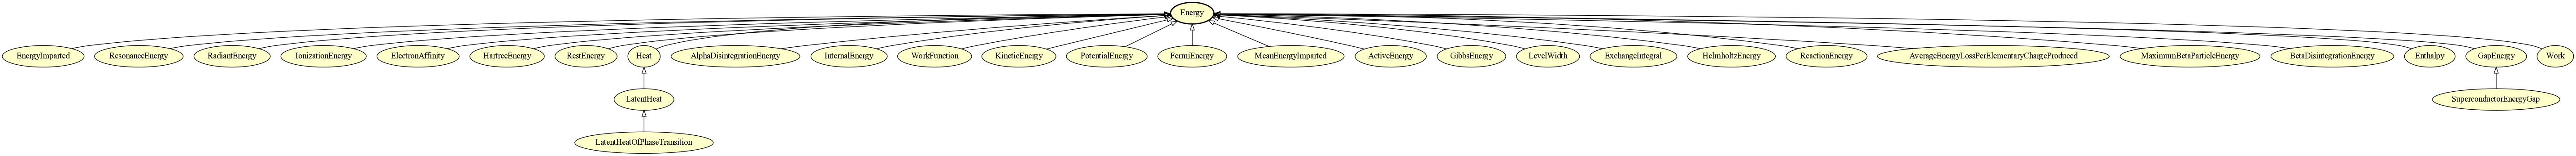 Energy
EnergyImparted
ResonanceEnergy
RadiantEnergy
IonizationEnergy
ElectronAffinity
HartreeEnergy
RestEnergy
Heat
AlphaDisintegrationEnergy
InternalEnergy
WorkFunction
KineticEnergy
PotentialEnergy
FermiEnergy
MeanEnergyImparted
ActiveEnergy
GibbsEnergy
LevelWidth
ExchangeIntegral
HelmholtzEnergy
ReactionEnergy
AverageEnergyLossPerElementaryChargeProduced
MaximumBetaParticleEnergy
BetaDisintegrationEnergy
Enthalpy
GapEnergy
Work
LatentHeat
SuperconductorEnergyGap
LatentHeatOfPhaseTransition